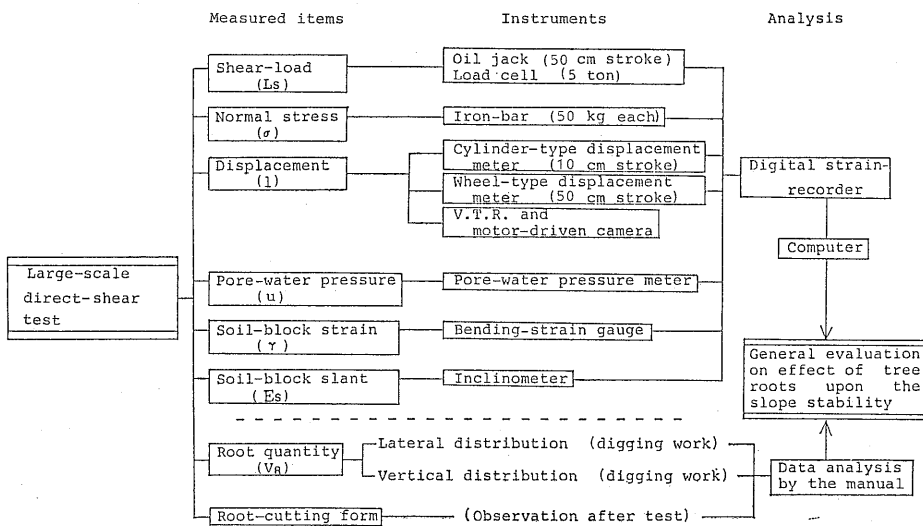 Measured items
Instruments
Analysis
Large-scale
direct-shear
test
Shear-load
(Ls)
Oil jack (50 cm stroke)
Load cell (5 ton)
Normal stress
(σ)
Iron-bar (50 kg each)
Displacement
(l)
Cylinder-type displacement
meter (10 cm stroke)
Wheel-type displacement
meter (50 cm stroke)
V.T.R. and
motor-driven camera
Pore-water pressure
(u)
Pore-water pressure meter
Soil-block strain
(γ)
Bending-strain gauge
Soil-block slant
(Es)
Inclinometer
Digital strain-
recorder
Computer
General evaluation
on effect of tree
roots upon the
slope stability
Root quantity
(VR)
Lateral distribution (digging work)
Vertical distribution (digging work)
Data analysis
by the manual
Root-cutting form
(Observation after test)